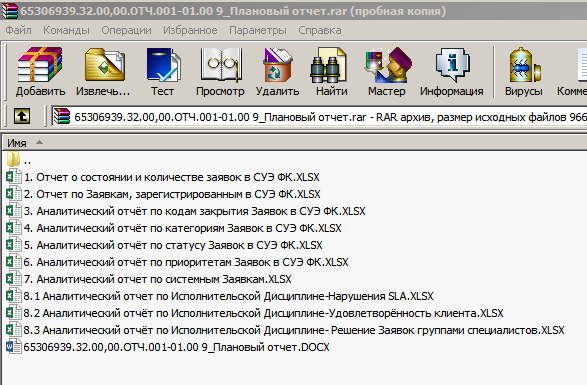 65306939.32.00,00.ОТЧ.001-01.00 9_Плановый отчет.rar (пробная копия)
Файл Команды Операции Избранное Параметры Справка
Добавить Извлечь... Тест Просмотр Удалить Найти Мастер Информация Вирусы Комме
65306939.32.00,00.ОТЧ.001-01.00 9_Плановый отчет.rar - RAR архив, размер исходных файлов 966
Имя
..
1. Отчет о состоянии и количестве заявок в СУЭ ФК.XLSX
2. Отчет по Заявкам, зарегистрированным в СУЭ ФК.XLSX
3. Аналитический отчёт по кодам закрытия Заявок в СУЭ ФК.XLSX
4. Аналитический отчёт по категориям Заявок в СУЭ ФК.XLSX
5. Аналитический отчёт по статусу Заявок в СУЭ ФК.XLSX
6. Аналитический отчёт по приоритетам Заявок в СУЭ ФК.XLSX
7. Аналитический отчет по системным Заявкам.XLSX
8.1 Аналитический отчет по Исполнительской Дисциплине-Нарушения SLA.XLSX
8.2 Аналитический отчёт по Исполнительской Дисциплине-Удовлетворённость клиента.XLSX
8.3 Аналитический отчет по Исполнительской Дисциплине- Решение Заявок группами специалистов.XLSX
65306939.32.00,00.ОТЧ.001-01.00 9_Плановый отчет.DOCX